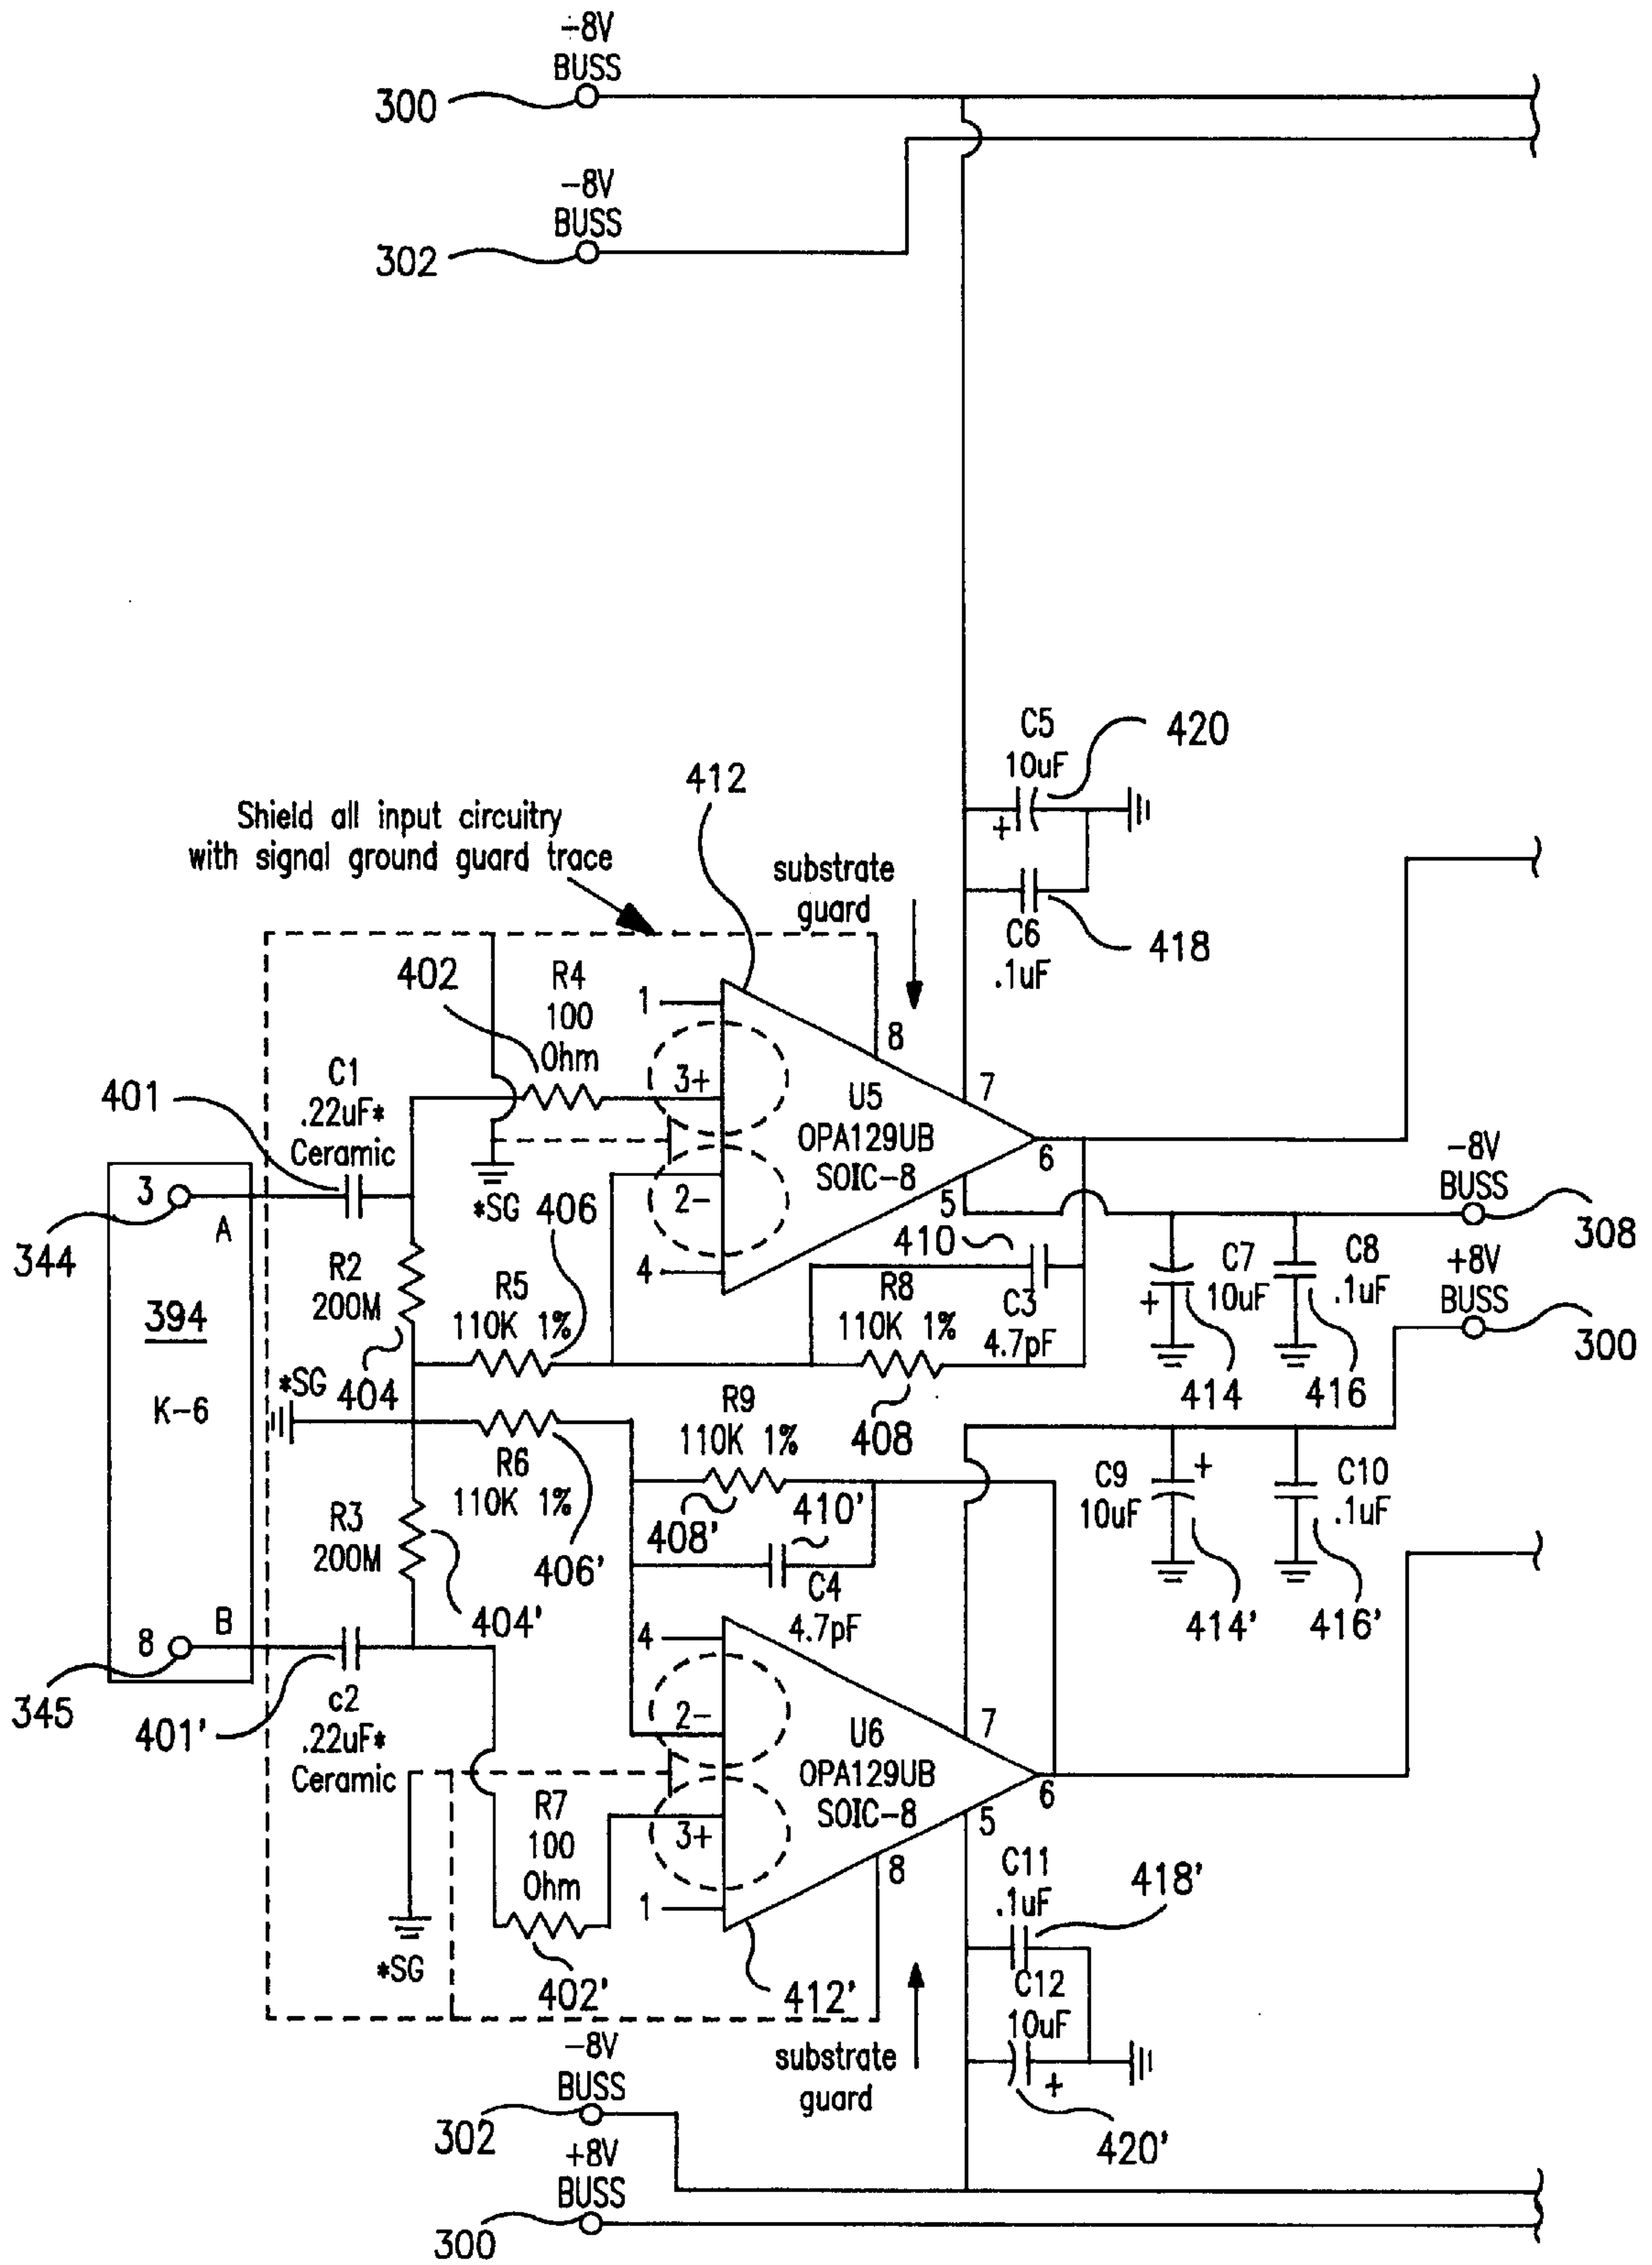 -8V
BUSS
300
-8V
BUSS
302
C5
10uF
420
412
Shield all input circuitry
with signal ground guard trace
substrate
guard
C6
.1uF
418
402
R4
100
Ohm
1
8
C1
.22uF*
Ceramic
401
3+
7
U5
OPA129UB
SOIC-8
6
-8V
BUSS
308
3
A
344
*SG
406
2-
5
410
4
R2
200M
R5
110K 1%
R8
110K 1%
C3
4.7pF
C7
10uF
+
C8
.1uF
+8V
BUSS
300
394
K-6
*SG
404
414
416
R9
110K 1%
408
R6
110K 1%
408'
410'
406'
C9
10uF
+
C10
.1uF
R3
200M
404'
C4
4.7pF
414'
416'
8
B
345
4
c2
.22uF*
Ceramic
401'
2-
7
U6
OPA129UB
SOIC-8
6
R7
100
Ohm
3+
5
8
1
C11
.1uF
418'
*SG
402'
412'
C12
10uF
+
substrate
guard
420'
-8V
BUSS
302
+8V
BUSS
300
+